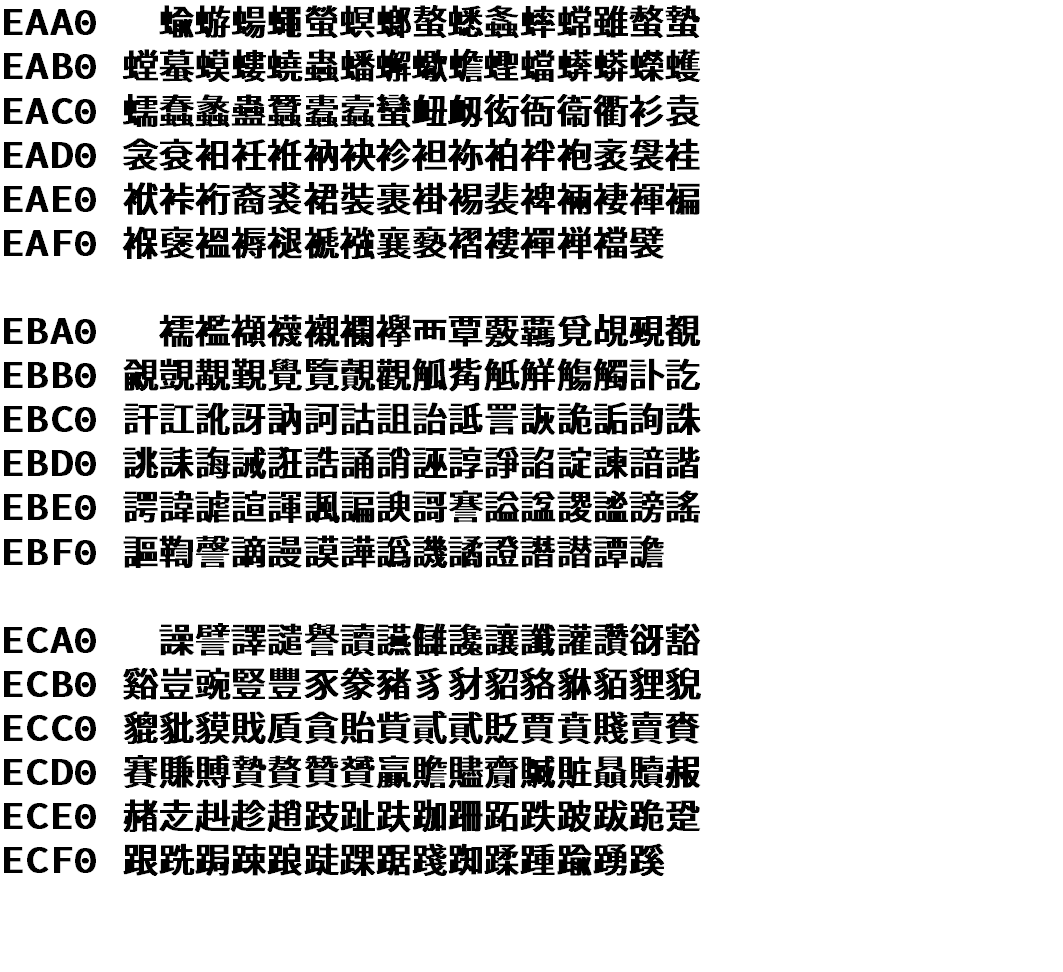 EAA0 蝓蝣蝪蠅螢螟螂螯蟋螽蟀蟐雖螫蟄
EAB0 螳蟇蟆螻蟯蟲蟠蠏蠍蟾蟶蟷蠎蟒蠑蠖
EAC0 蠕蠢蠡蠱蠶蠹蠧蠻衄衂衒衙衞衢衫袁
EAD0 衾袞衵衽袵衲袂袗袒袮袙袢袍袤袰袿
EAE0 袱裃裄裔裘裙裝裹褂裼裴裨裲褄褌褊
EAF0 褓襃褞褥褪褫襁襄褻褶褸襌褝襠襞
EBA0 襦襤襭襪襯襴襷襾覃覈覊覓覘覡覩
EBB0 覦覬覯覲覺覽覿觀觚觜觝觧觴觸訃訖
EBC0 訐訌訛訝訥訶詁詛詒詆詈詼詭詬詢誅
EBD0 誂誄誨誡誑誥誦誚誣諄諍諂諚諫諳諧
EBE0 諤諱謔諠諢諷諞諛謌謇謚諡謖謐謗謠
EBF0 謳鞫謦謫謾謨譁譌譏譎證譖譛譚譫
ECA0 譟譬譯譴譽讀讌讎讒讓讖讙讚谺豁
ECB0 谿豈豌豎豐豕豢豬豸豺貂貉貅貊貍貎
ECC0 貔豼貘戝貭貪貽貲貳貮貶賈賁賤賣賚
ECD0 賽賺賻贄贅贊贇贏贍贐齎贓賍贔贖赧
ECE0 赭赱赳趁趙跂趾趺跏跚跖跌跛跋跪跫
ECF0 跟跣跼踈踉跿踝踞踐踟蹂踵踰踴蹊